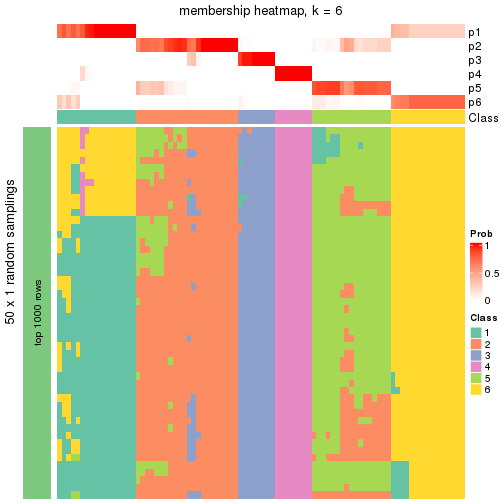 membership heatmap, k = 6
p1
p2
p3
p4
p5
p6
Class
50 x 1 random samplings
top 1000 rows
Prob
1
0.5
0
Class
1
2
3
4
5
6